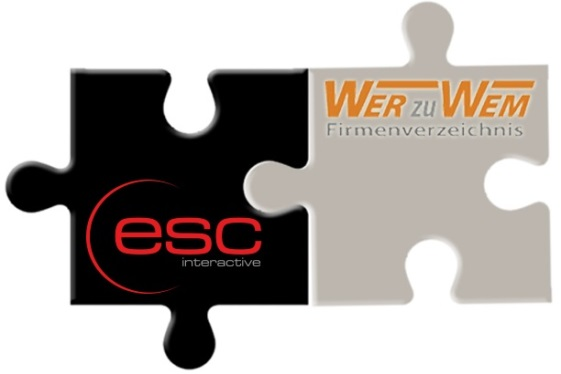 WER ZU WEM
Firmenverzeichnis
esc
interactive